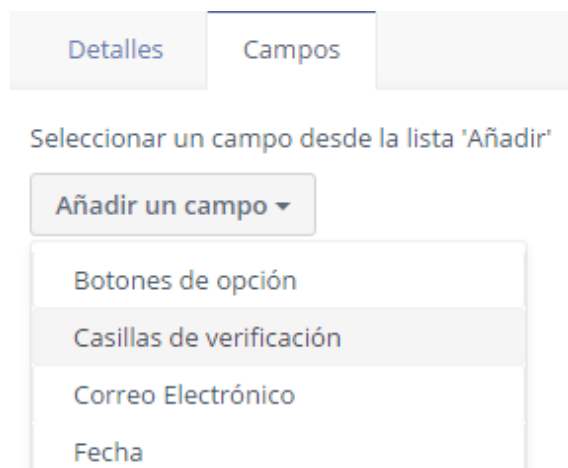 Detalles Campos
Seleccionar un campo desde la lista 'Añadir'
Añadir un campo
Botones de opción
Casillas de verificación
Correo Electrónico
Fecha